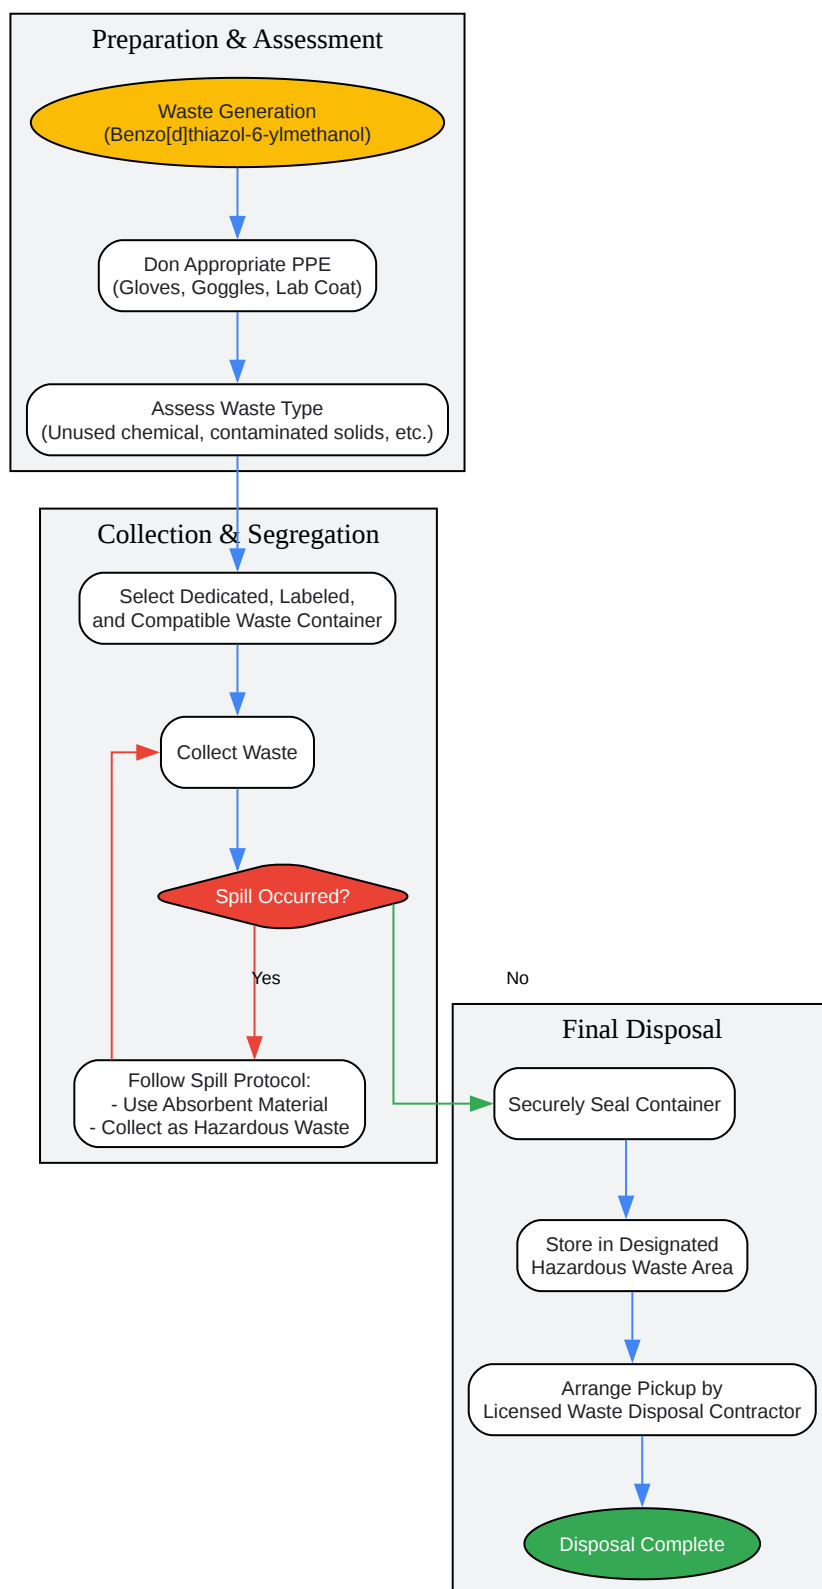 Preparation & Assessment
Waste Generation
(Benzo[d]thiazol-6-ylmethanol)
Don Appropriate PPE
(Gloves, Goggles, Lab Coat)
Assess Waste Type
(Unused chemical, contaminated solids, etc.)
Collection & Segregation
Select Dedicated, Labeled,
and Compatible Waste Container
Collect Waste
Spill Occurred?
Yes
No
Follow Spill Protocol:
- Use Absorbent Material
- Collect as Hazardous Waste
Final Disposal
Securely Seal Container
Store in Designated
Hazardous Waste Area
Arrange Pickup by
Licensed Waste Disposal Contractor
Disposal Complete